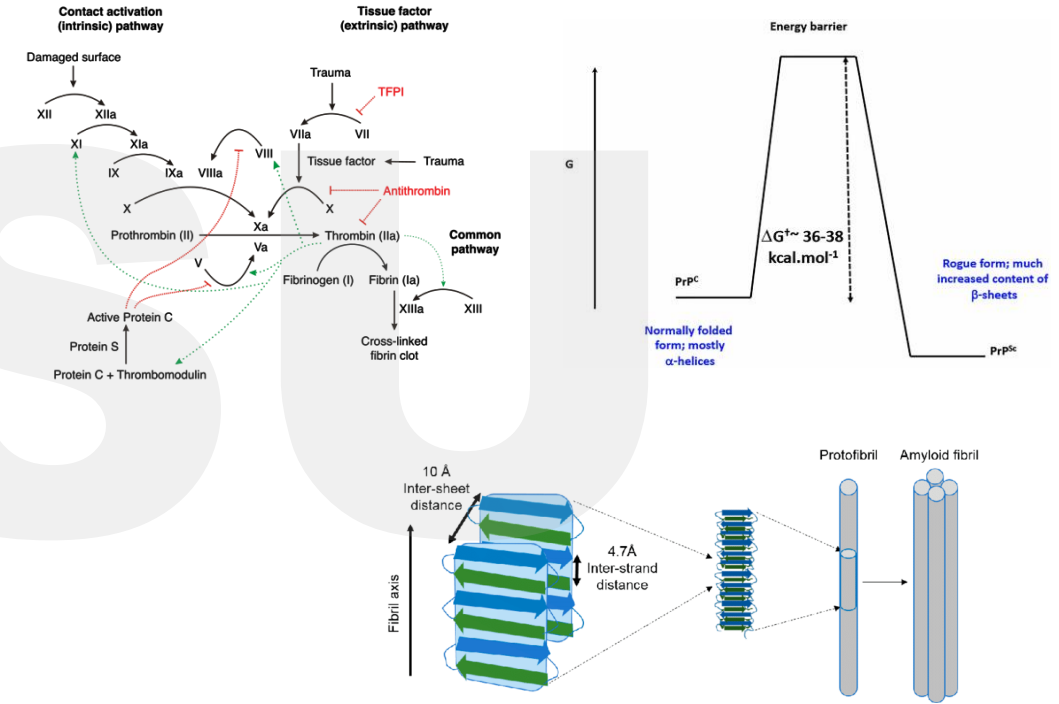 Contact activation
(intrinsic) pathway
Tissue factor
(extrinsic) pathway
Damaged surface
Trauma
TFPI
XII
XIIa
VIIa
VII
XI
XIa
VIII
Tissue factor
Trauma
IX
IXa
VIIIa
Antithrombin
X
X
Xa
Prothrombin (II)
Thrombin (IIa)
Common
pathway
Va
V
Fibrinogen (I)
Fibrin (Ia)
Active Protein C
XIIIa
XIII
Protein S
Cross-linked
fibrin clot
Protein C + Thrombomodulin
Energy barrier
G
ΔG†~ 36-38
kcal.mol-1
PrPC
Normally folded
form; mostly
α-helices
Rogue form; much
increased content of
β-sheets
PrPSc
10 Å
Inter-sheet
distance
4.7Å
Inter-strand
distance
Fibril axis
Protofibril
Amyloid fibril
SU